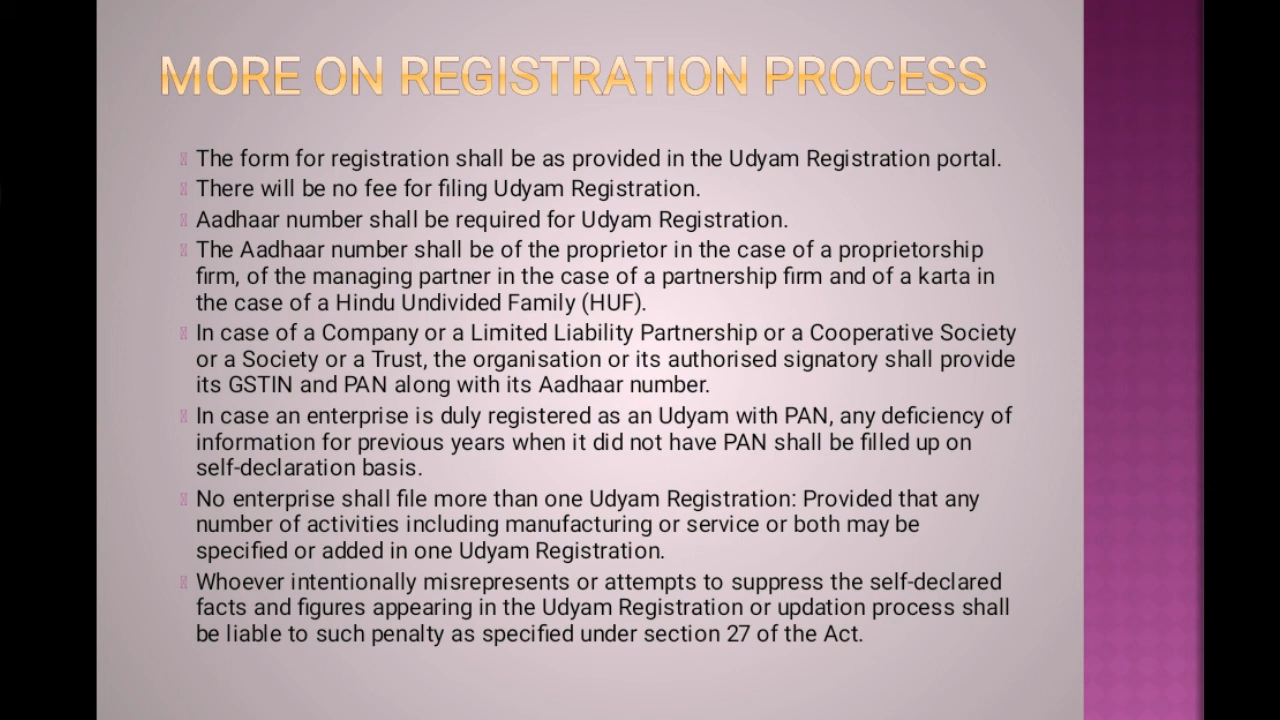 MORE ON REGISTRATION PROCESS
The form for registration shall be as provided in the Udyam Registration portal.
There will be no fee for filing Udyam Registration.
Aadhaar number shall be required for Udyam Registration.
The Aadhaar number shall be of the proprietor in the case of a proprietorship
firm, of the managing partner in the case of a partnership firm and of a karta in
the case of a Hindu Undivided Family (HUF).
In case of a Company or a Limited Liability Partnership or a Cooperative Society
or a Society or a Trust, the organisation or its authorised signatory shall provide
its GSTIN and PAN along with its Aadhaar number.
In case an enterprise is duly registered as an Udyam with PAN, any deficiency of
information for previous years when it did not have PAN shall be filled up on
self-declaration basis.
No enterprise shall file more than one Udyam Registration: Provided that any
number of activities including manufacturing or service or both may be
specified or added in one Udyam Registration.
Whoever intentionally misrepresents or attempts to suppress the self-declared
facts and figures appearing in the Udyam Registration or updation process shall
be liable to such penalty as specified under section 27 of the Act.